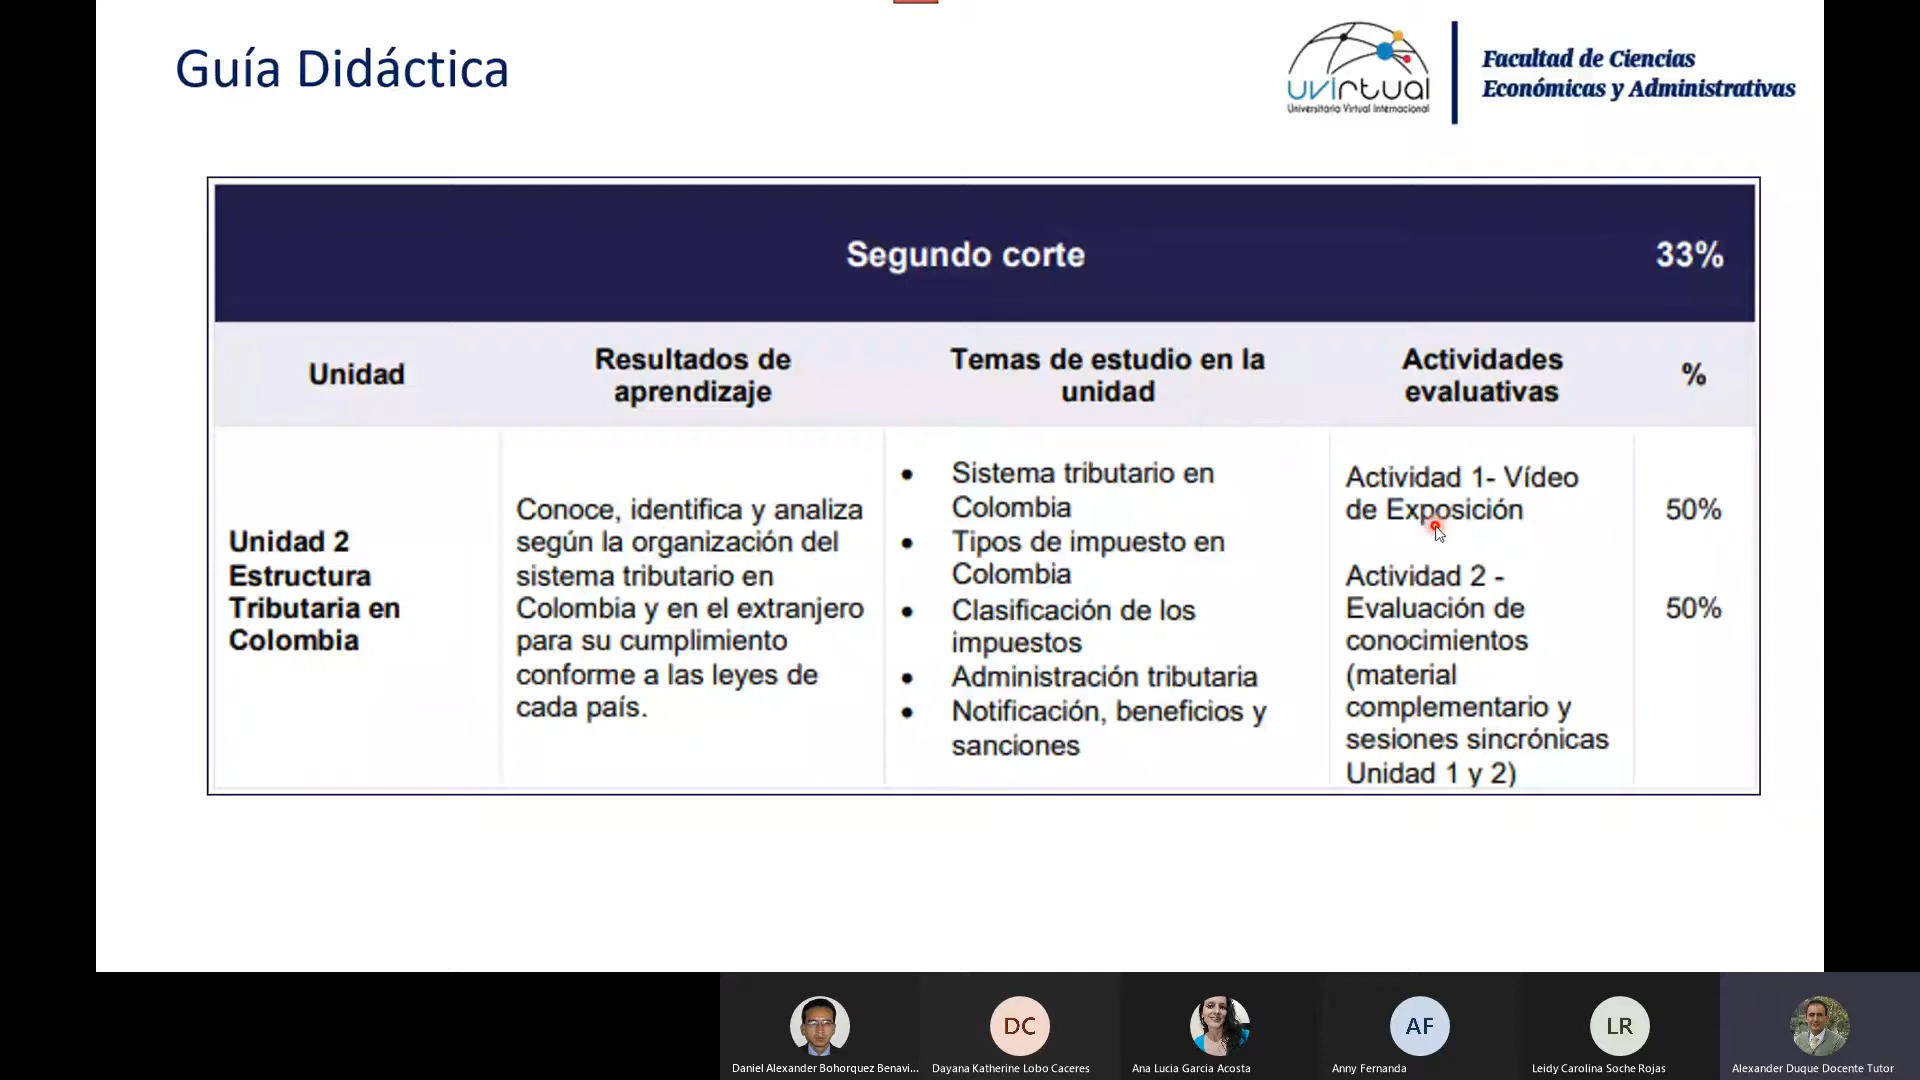 Guía Didáctica
uvirtual
Universitaria Virtual Internacional
Facultad de Ciencias
Económicas y Administrativas
Segundo corte 33%
Unidad
Resultados de
aprendizaje
Temas de estudio en la
unidad
Actividades
evaluativas
%
Unidad 2
Estructura
Tributaria en
Colombia
Conoce, identifica y analiza
según la organización del
sistema tributario en
Colombia y en el extranjero
para su cumplimiento
conforme a las leyes de
cada país.
• Sistema tributario en
Colombia
• Tipos de impuesto en
Colombia
• Clasificación de los
impuestos
• Administración tributaria
• Notificación, beneficios y
sanciones
Actividad 1- Vídeo
de Exposición
50%
Actividad 2 -
Evaluación de
conocimientos
(material
complementario y
sesiones sincrónicas
Unidad 1 y 2)
50%
DC
AF
LR
Daniel Alexander Bohorquez Benavi...
Dayana Katherine Lobo Caceres
Ana Lucia Garcia Acosta
Anny Fernanda
Leidy Carolina Soche Rojas
Alexander Duque Docente Tutor